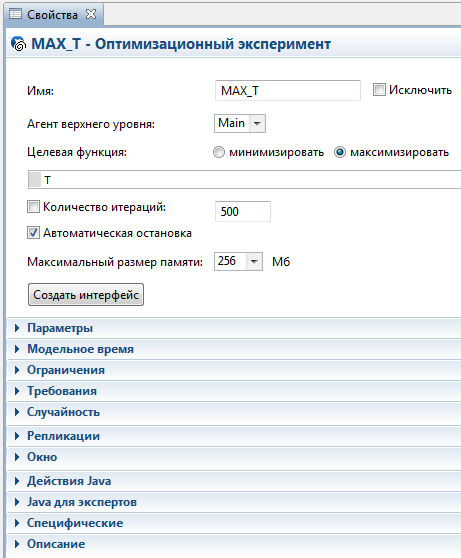 Свойства
MAX_T - Оптимизационный эксперимент
Имя: MAX_T Исключить
Агент верхнего уровня: Main
Целевая функция: минимизировать максимизировать
T
Количество итераций: 500
Автоматическая остановка
Максимальный размер памяти: 256 Мб
Создать интерфейс
Параметры
Модельное время
Ограничения
Требования
Случайность
Репликации
Окно
Действия Java
Java для экспертов
Специфические
Описание